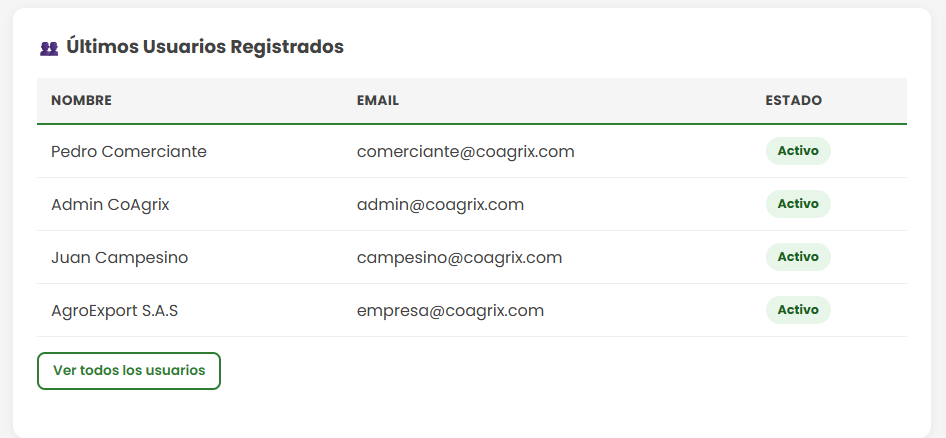 Últimos Usuarios Registrados
NOMBRE EMAIL ESTADO
Pedro Comerciante comerciante@coagrix.com Activo
Admin CoAgrix admin@coagrix.com Activo
Juan Campesino campesino@coagrix.com Activo
AgroExport S.A.S empresa@coagrix.com Activo
Ver todos los usuarios